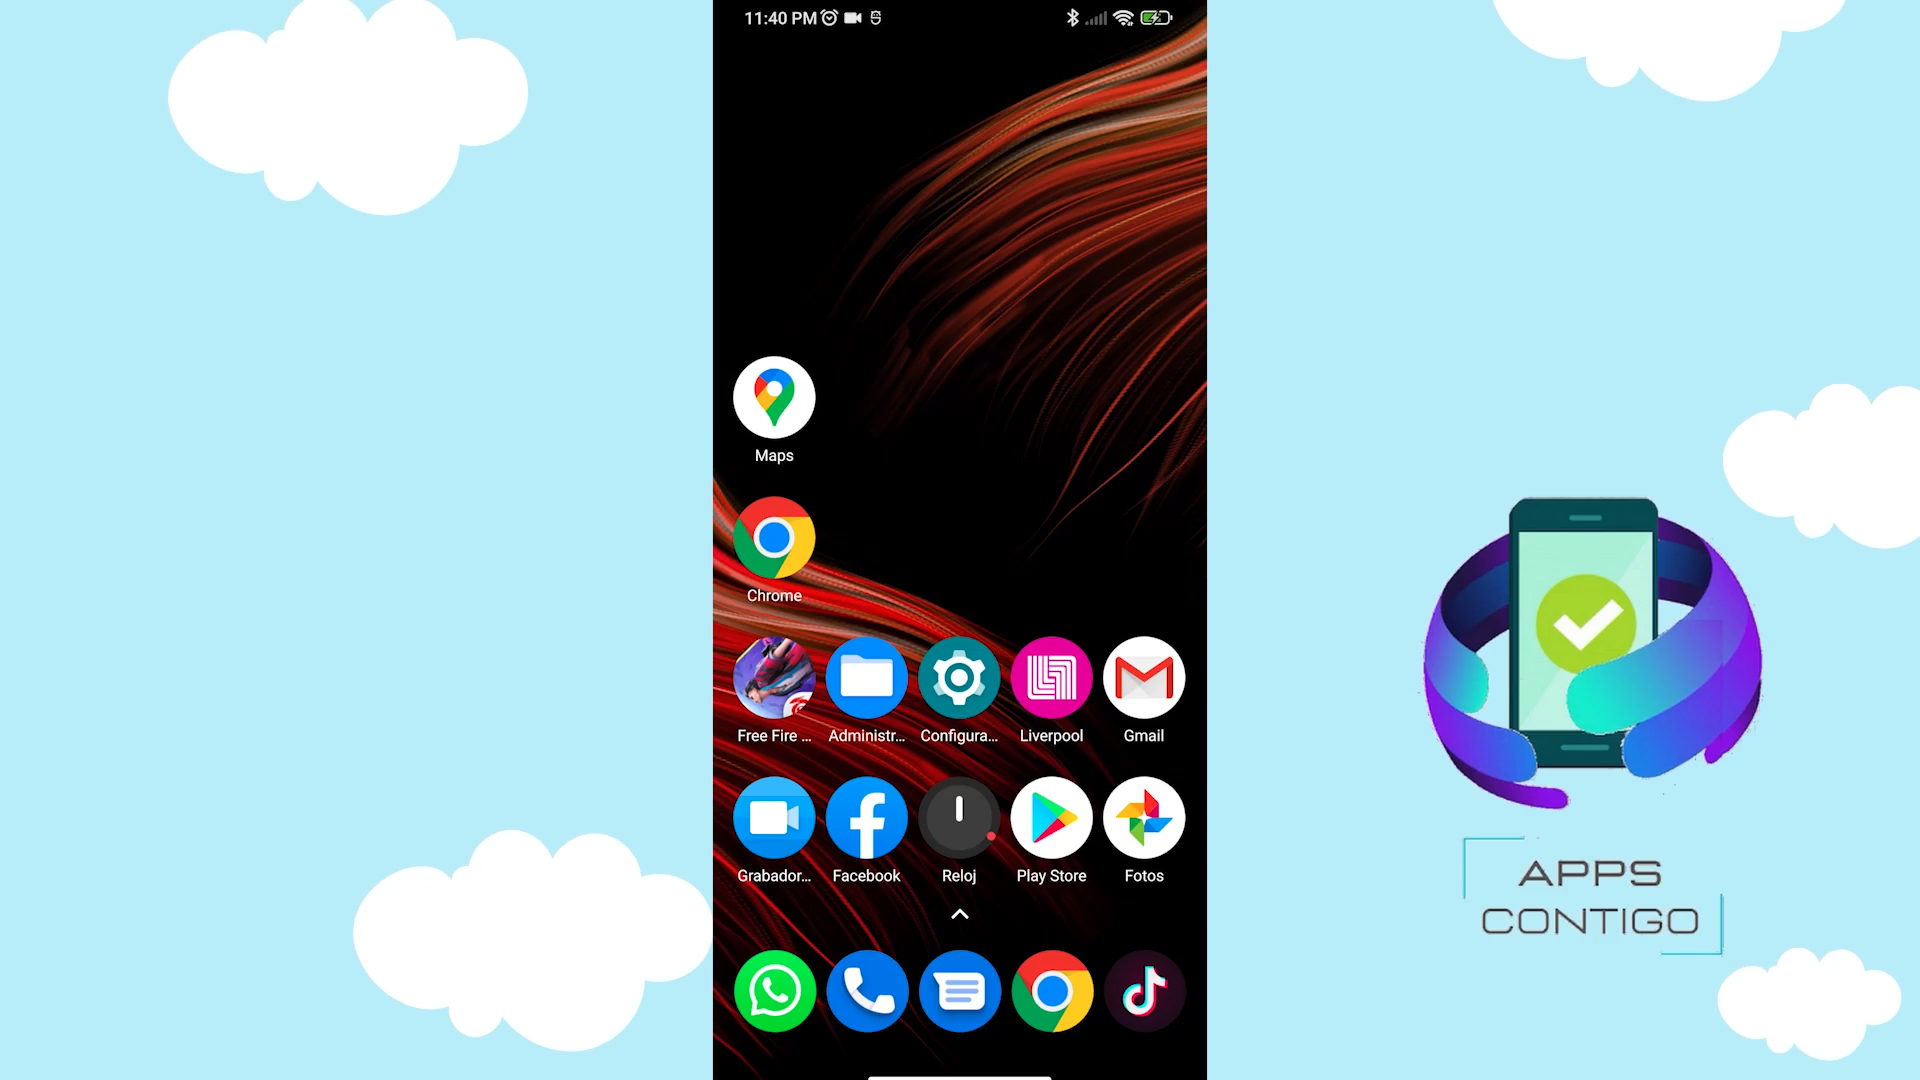 11:40 PM
Maps
Chrome
Free Fire ...
Administr...
Configura...
Liverpool
Gmail
Grabador...
Facebook
Reloj
Play Store
Fotos
APPS
CONTIGO